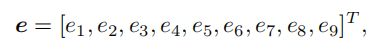 e = [e₁, e₂, e₃, e₄, e₅, e₆, e₇, e₈, e₉]ᵀ,